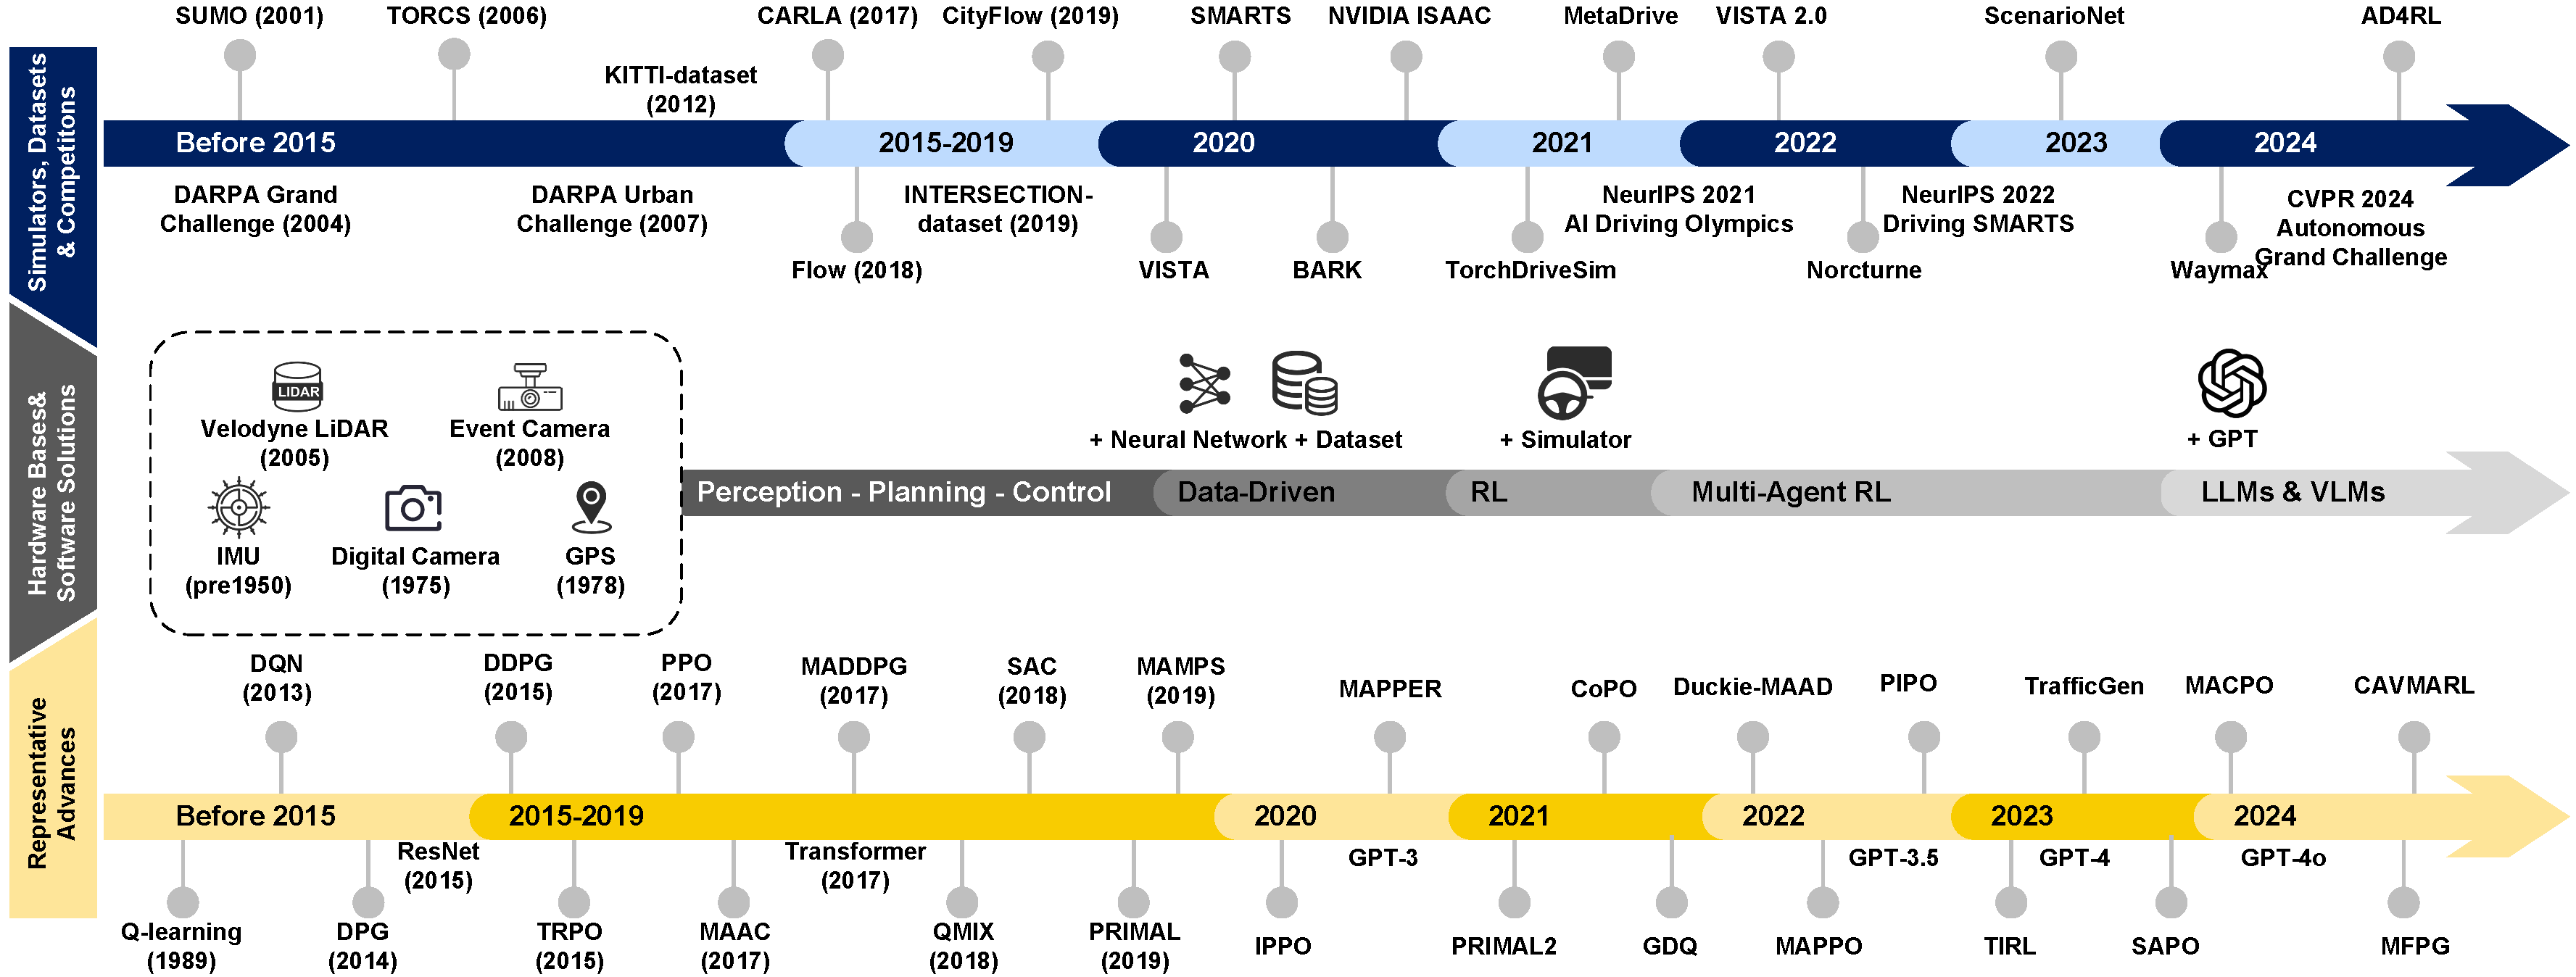 SUMO (2001)
TORCS (2006)
CARLA (2017)
CityFlow (2019)
SMARTS
NVIDIA ISAAC
MetaDrive
VISTA 2.0
ScenarioNet
AD4RL
KITTI-dataset
(2012)
Simulators, Datasets
& Competitons
Before 2015
2015-2019
2020
2021
2022
2023
2024
DARPA Grand
Challenge (2004)
DARPA Urban
Challenge (2007)
INTERSECTION-
dataset (2019)
NeurIPS 2021
AI Driving Olympics
NeurIPS 2022
Driving SMARTS
CVPR 2024
Autonomous
Grand Challenge
Flow (2018)
VISTA
BARK
TorchDriveSim
Norcturne
Waymax
Hardware Bases&
Software Solutions
LIDAR
Velodyne LiDAR
(2005)
Event Camera
(2008)
IMU
(pre1950)
Digital Camera
(1975)
GPS
(1978)
+ Neural Network + Dataset
+ Simulator
+ GPT
Perception - Planning - Control
Data-Driven
RL
Multi-Agent RL
LLMs & VLMs
Representative
Advances
DQN
(2013)
DDPG
(2015)
PPO
(2017)
MADDPG
(2017)
SAC
(2018)
MAMPS
(2019)
MAPPER
CoPO
Duckie-MAAD
PIPO
TrafficGen
MACPO
CAVMARL
Before 2015
2015-2019
2020
2021
2022
2023
2024
ResNet
(2015)
Transformer
(2017)
GPT-3
GPT-3.5
GPT-4
GPT-4o
Q-learning
(1989)
DPG
(2014)
TRPO
(2015)
MAAC
(2017)
QMIX
(2018)
PRIMAL
(2019)
IPPO
PRIMAL2
GDQ
MAPPO
TIRL
SAPO
MFPG